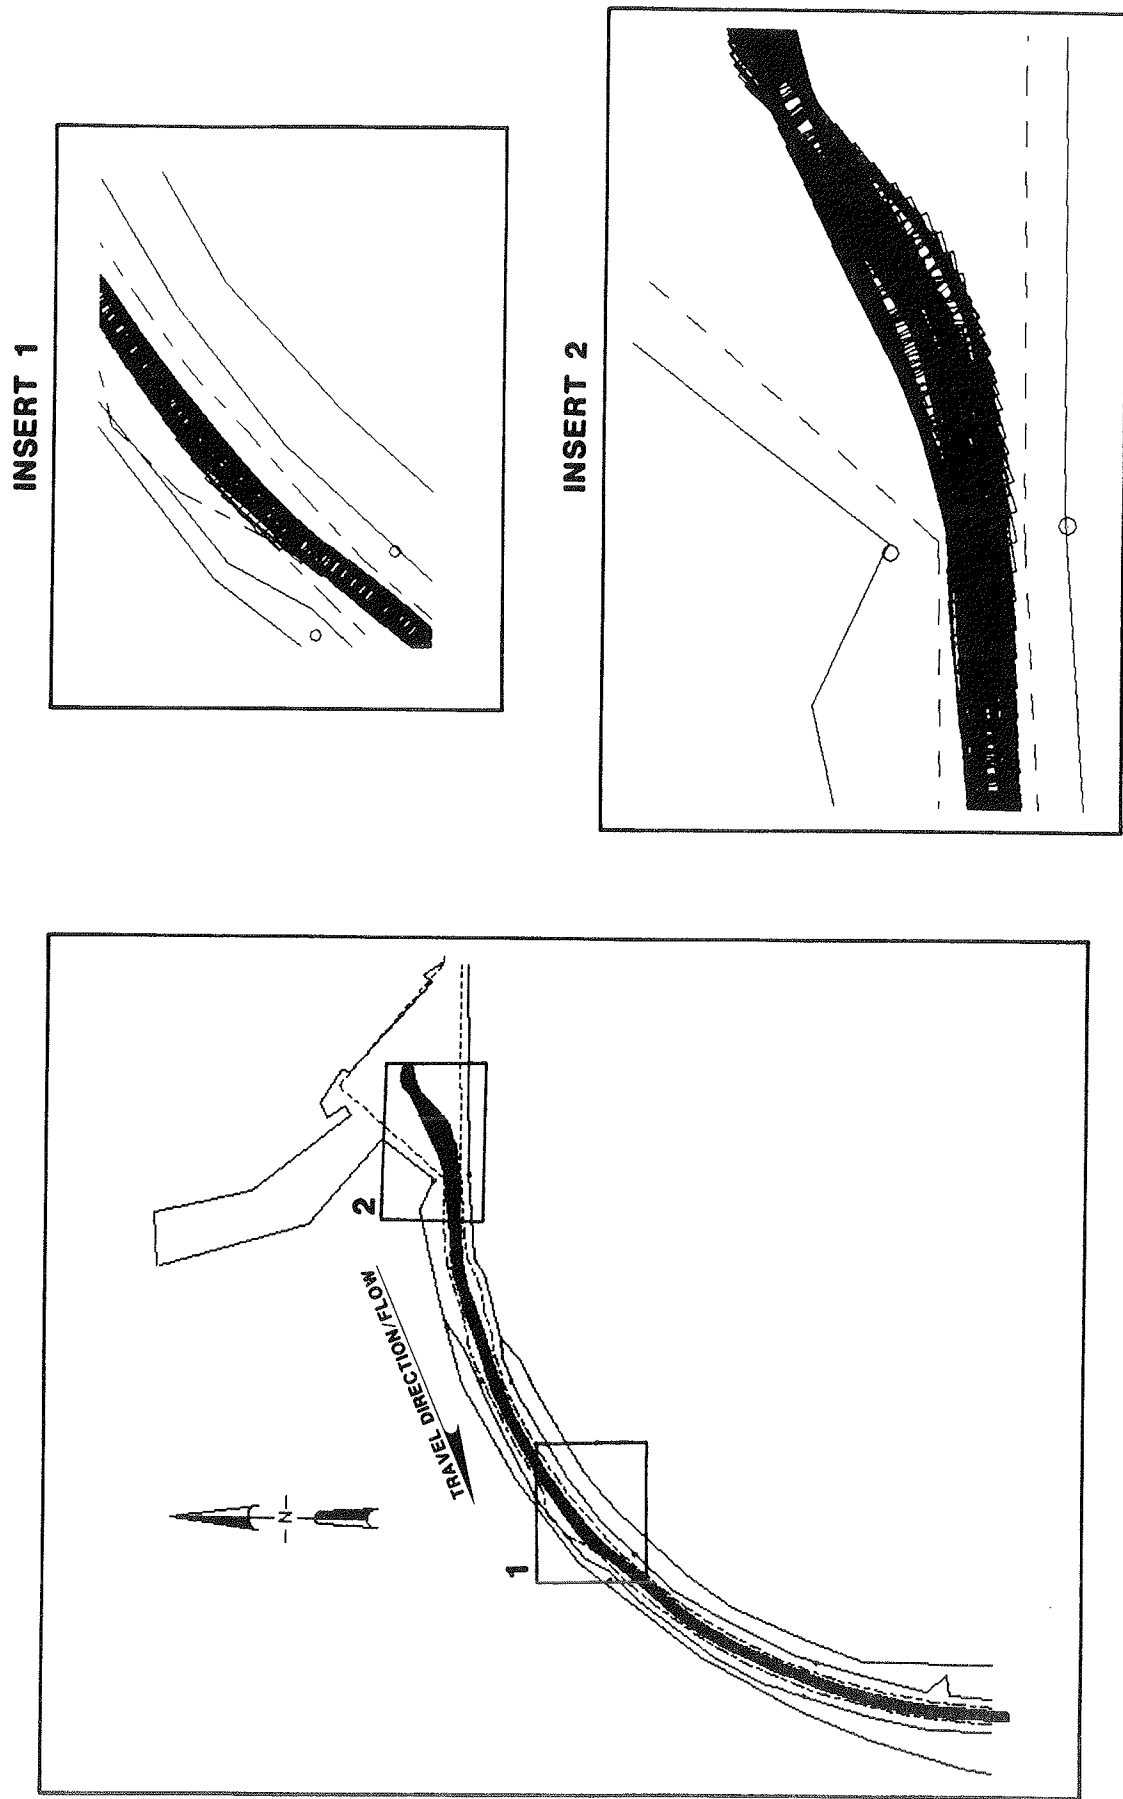 INSERT 1
INSERT 2
2
TRAVEL DIRECTION/FLOW
-N-
1